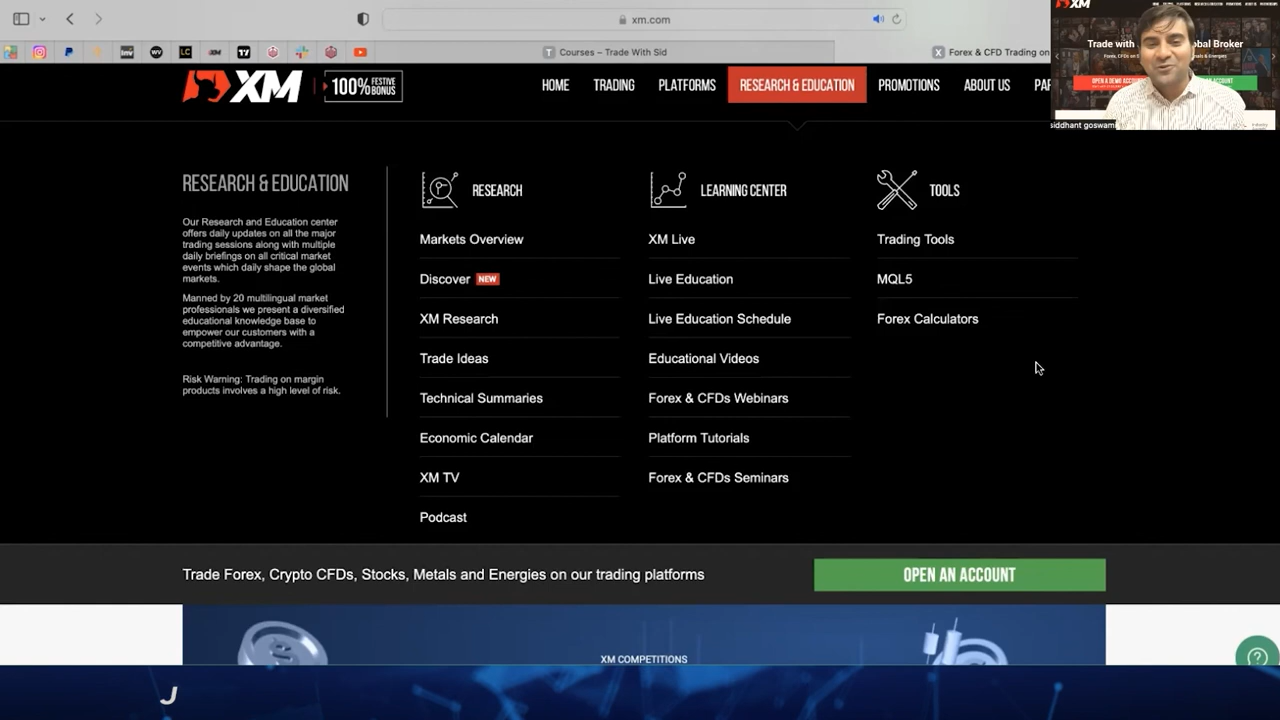 xm.com
Courses – Trade With Sid
Forex & CFD Trading on
XM
100% FESTIVE
BONUS
HOME
TRADING
PLATFORMS
RESEARCH & EDUCATION
PROMOTIONS
ABOUT US
XM
Trade with
obal Broker
siddhant goswami
RESEARCH & EDUCATION
Our Research and Education center
offers daily updates on all the major
trading sessions along with multiple
daily briefings on all critical market
events which daily shape the global
markets.
Manned by 20 multilingual market
professionals we present a diversified
educational knowledge base to
empower our customers with a
competitive advantage.
Risk Warning: Trading on margin
products involves a high level of risk.
RESEARCH
Markets Overview
Discover NEW
XM Research
Trade Ideas
Technical Summaries
Economic Calendar
XM TV
Podcast
LEARNING CENTER
XM Live
Live Education
Live Education Schedule
Educational Videos
Forex & CFDs Webinars
Platform Tutorials
Forex & CFDs Seminars
TOOLS
Trading Tools
MQL5
Forex Calculators
Trade Forex, Crypto CFDs, Stocks, Metals and Energies on our trading platforms
OPEN AN ACCOUNT
XM COMPETITIONS
J